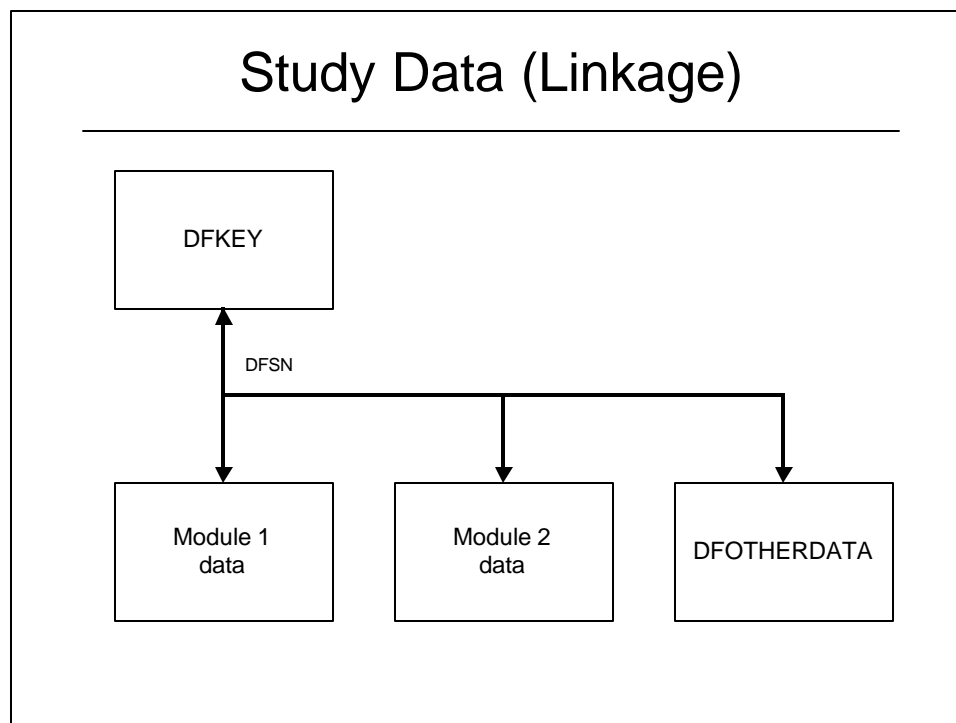 Study Data (Linkage)
DFKEY
DFSN
Module 1
data
Module 2
data
DFOTHERDATA